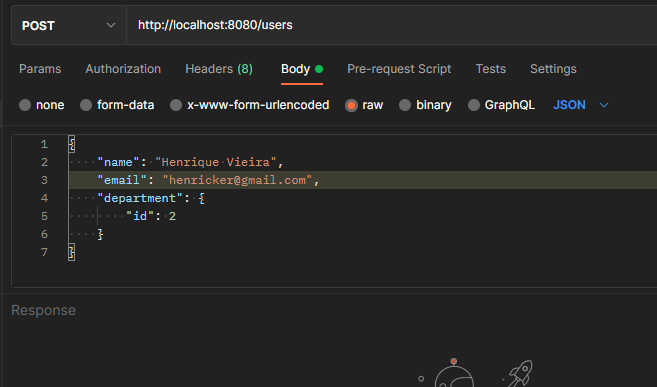 POST http://localhost:8080/users
Params Authorization Headers (8) Body Pre-request Script Tests Settings
none form-data x-www-form-urlencoded raw binary GraphQL JSON
1 {
2 "name": "Henrique Vieira",
3 "email": "henricker@gmail.com",
4 "department": {
5 "id": 2
6 }
7 }
Response